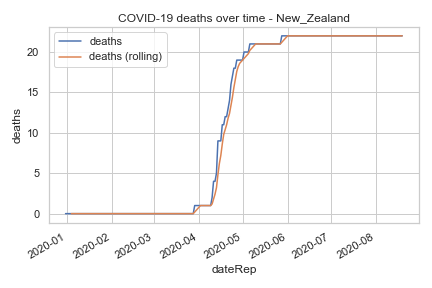 COVID-19 deaths over time - New_Zealand
deaths
deaths (rolling)
deaths
20
15
10
5
0
2020-01
2020-02
2020-03
2020-04
2020-05
2020-06
2020-07
2020-08
dateRep